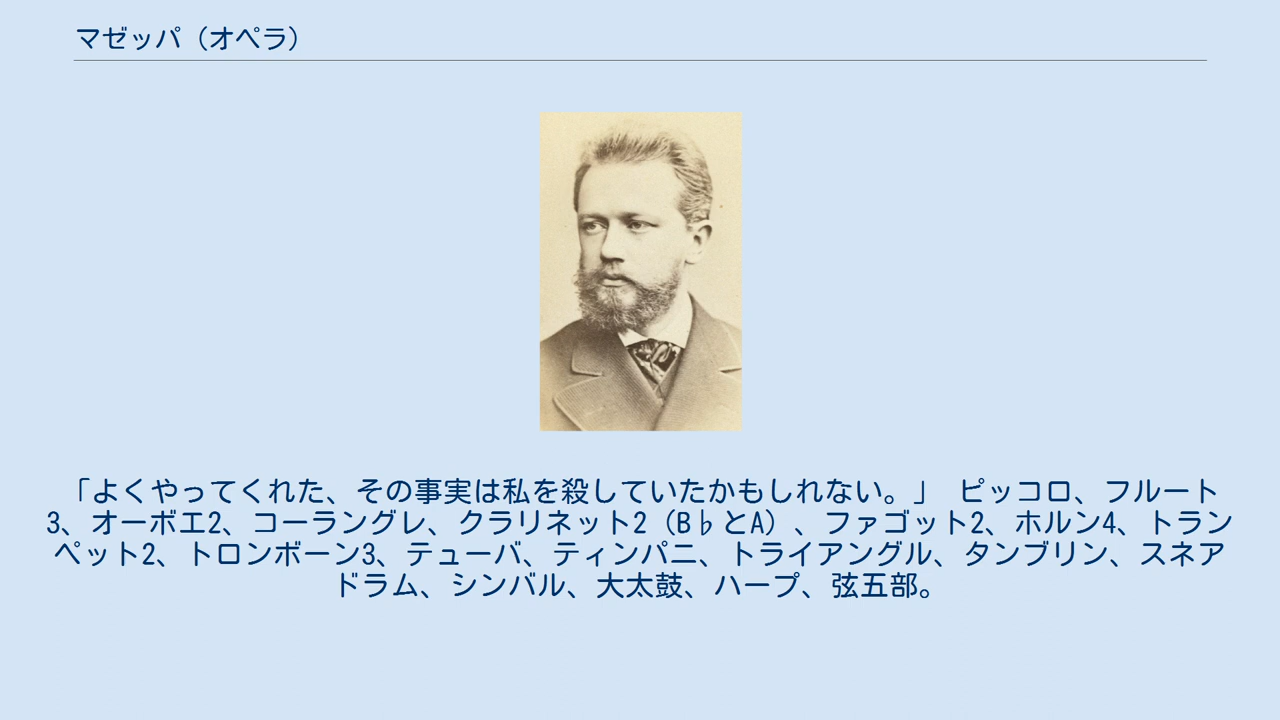 マゼッパ（オペラ）
「よくやってくれた、その事実は私を殺していたかもしれない。」　ピッコロ、フルート
3、オーボエ2、コーラングレ、クラリネット2（B♭とA）、ファゴット2、ホルン4、トラン
ペット2、トロンボーン3、テューバ、ティンパニ、トライアングル、タンブリン、スネア
ドラム、シンバル、大太鼓、ハープ、弦五部。